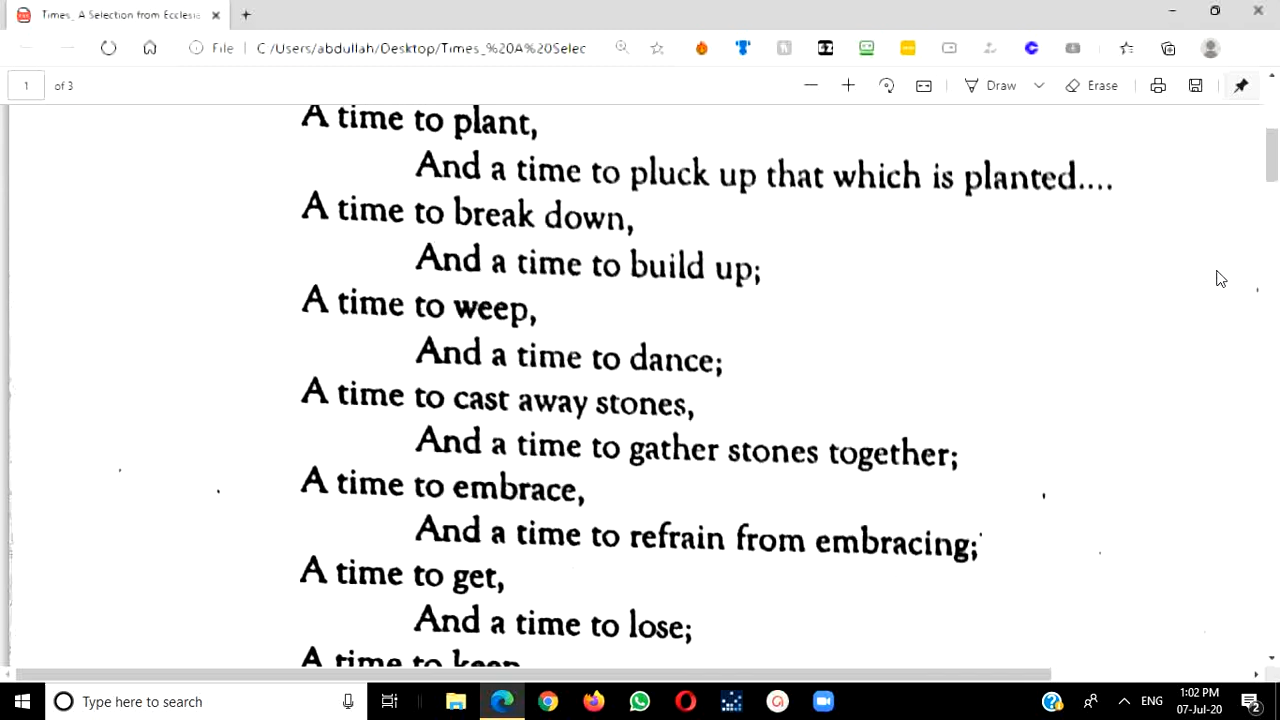 Times_ A Selection from Ecclesia
File
C:/Users/abdullah/Desktop/Times_%20A%20Selec
1 of 3
Draw
Erase
A time to plant,
And a time to pluck up that which is planted....
A time to break down,
And a time to build up;
A time to weep,
And a time to dance;
A time to cast away stones,
And a time to gather stones together;
A time to embrace,
And a time to refrain from embracing;
A time to get,
And a time to lose;
A time to keep
Type here to search
ENG
1:02 PM
07-Jul-20
2